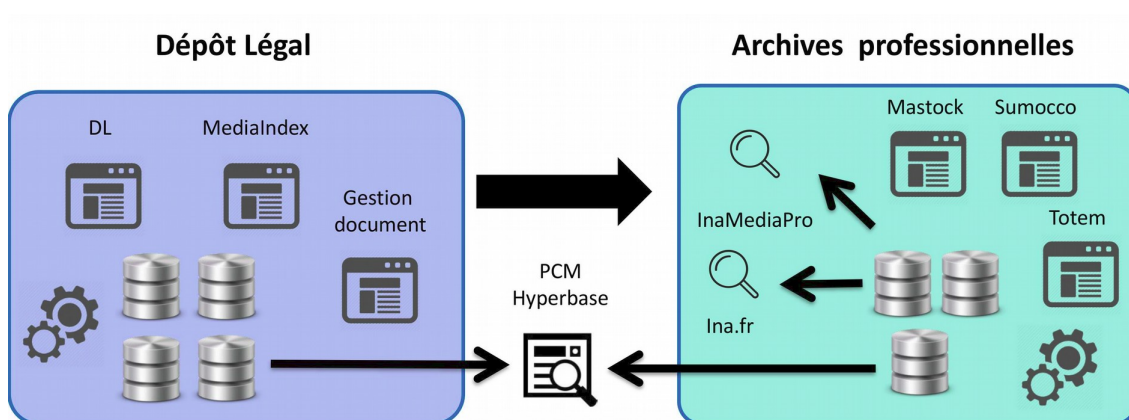 Dépôt Légal
DL
MediaIndex
Gestion
document
PCM
Hyperbase
Archives professionnelles
Mastock
Sumocco
InaMediaPro
Totem
Ina.fr